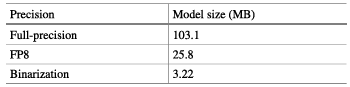 Precision Model size (MB)
Full-precision 103.1
FP8 25.8
Binarization 3.22